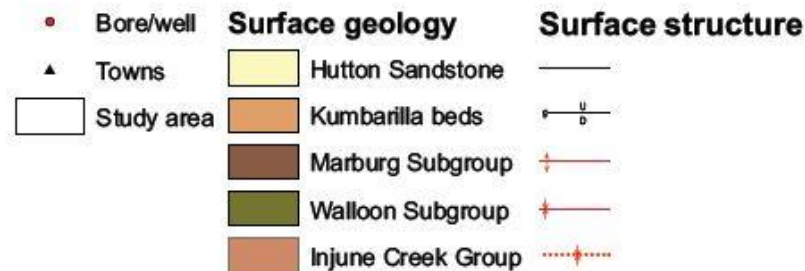 Bore/well
Towns
Study area
Surface geology
Hutton Sandstone
Kumbarilla beds
Marburg Subgroup
Walloon Subgroup
Injune Creek Group
Surface structure
U
D